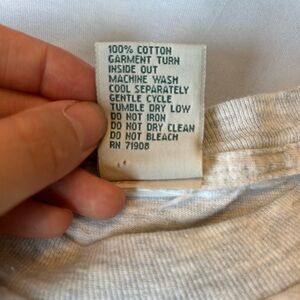 100% COTTON
GARMENT TURN
INSIDE OUT
MACHINE WASH
COOL SEPARATELY
GENTLE CYCLE
TUMBLE DRY LOW
DO NOT IRON
DO NOT DRY CLEAN
DO NOT BLEACH
RN 71908